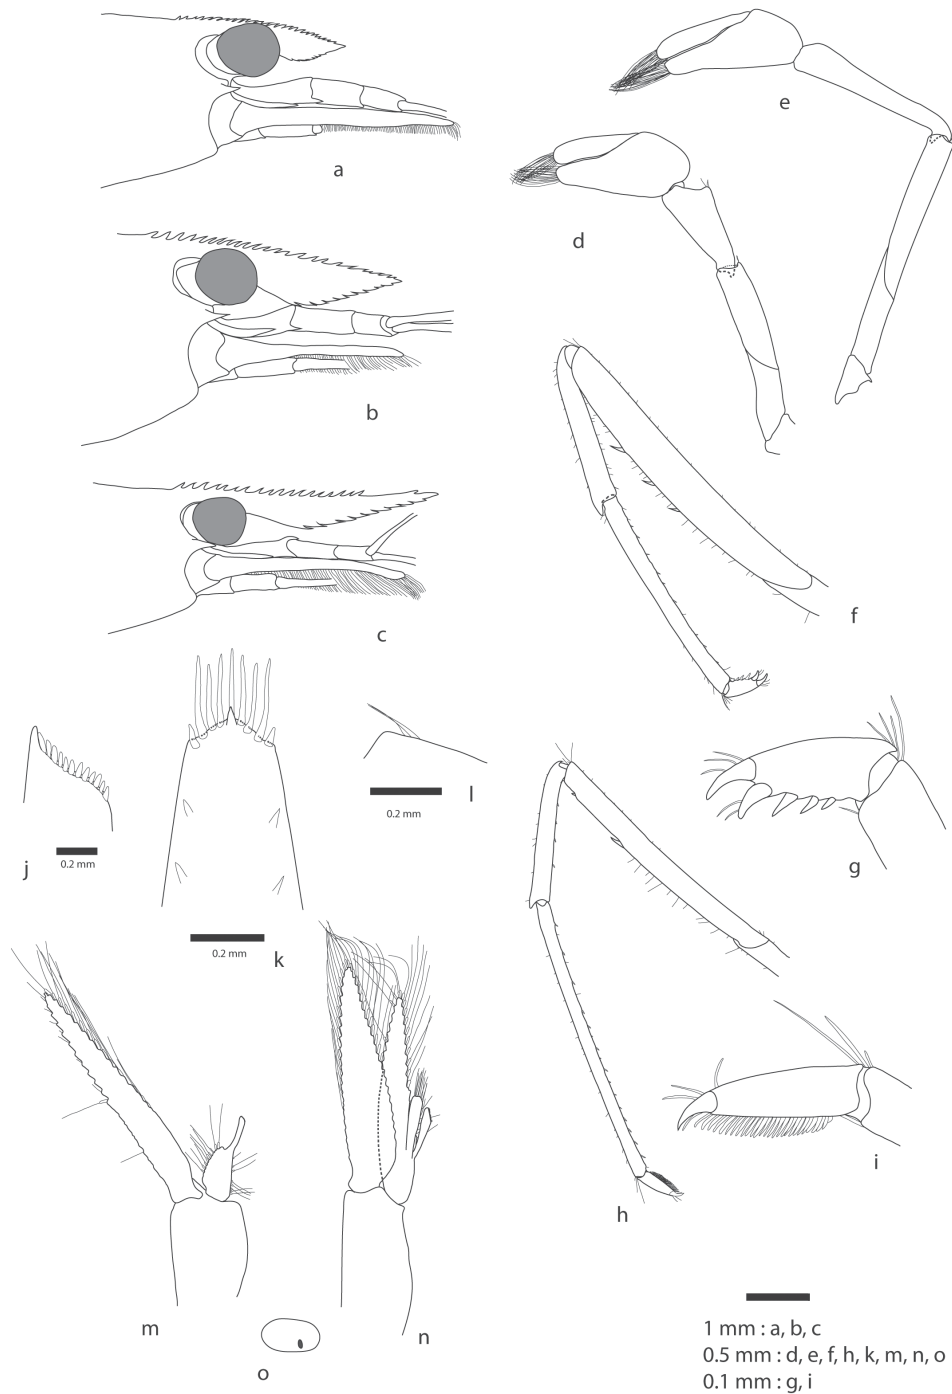 a
e
d
b
c
f
l
0.2 mm
j
0.2 mm
g
k
0.2 mm
i
h
m
n
o
1 mm : a, b, c
0.5 mm : d, e, f, h, k, m, n, o
0.1 mm : g, i